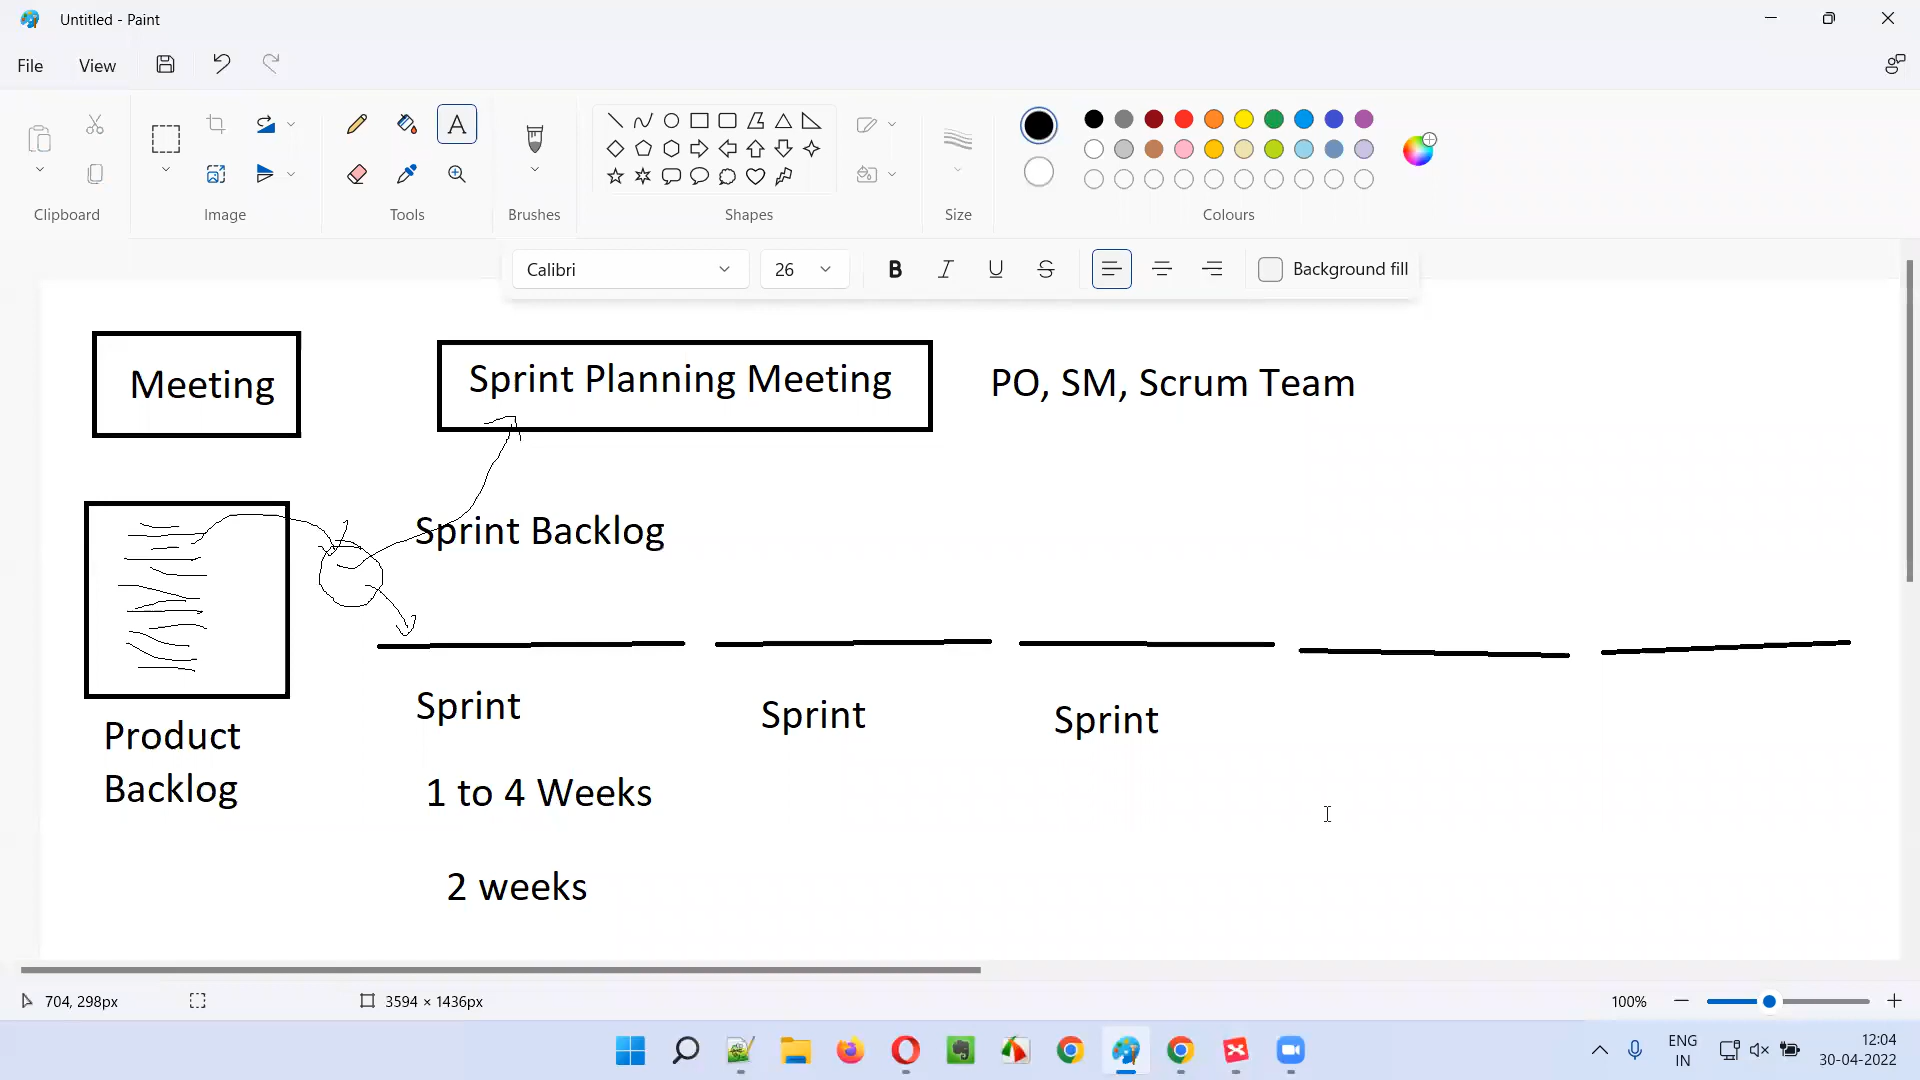 Untitled - Paint
File
View
Clipboard
Image
Tools
Brushes
Shapes
Size
Colours
Calibri
26
B
I
U
S
Background fill
Meeting
Sprint Planning Meeting
PO, SM, Scrum Team
Sprint Backlog
Product
Backlog
Sprint
Sprint
Sprint
1 to 4 Weeks
2 weeks
704, 298px
3594 × 1436px
100%
ENG
IN
12:04
30-04-2022